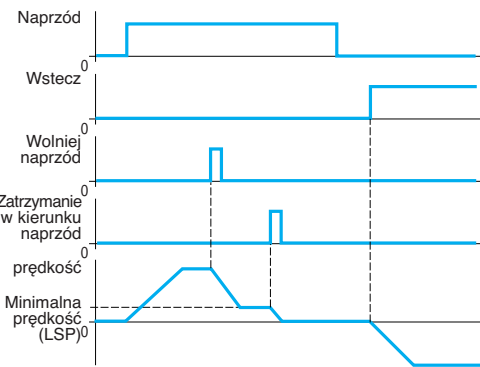 Naprzód
0
Wstecz
0
Wolniej
naprzód
0
Zatrzymanie
w kierunku
naprzód
0
prędkość
Minimalna
prędkość
(LSP)
0